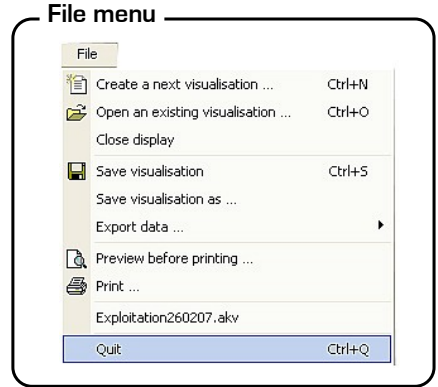 File menu
File
Create a next visualisation ... Ctrl+N
Open an existing visualisation ... Ctrl+O
Close display
Save visualisation Ctrl+S
Save visualisation as ...
Export data ...
Preview before printing ...
Print ...
Exploitation260207.akv
Quit Ctrl+Q